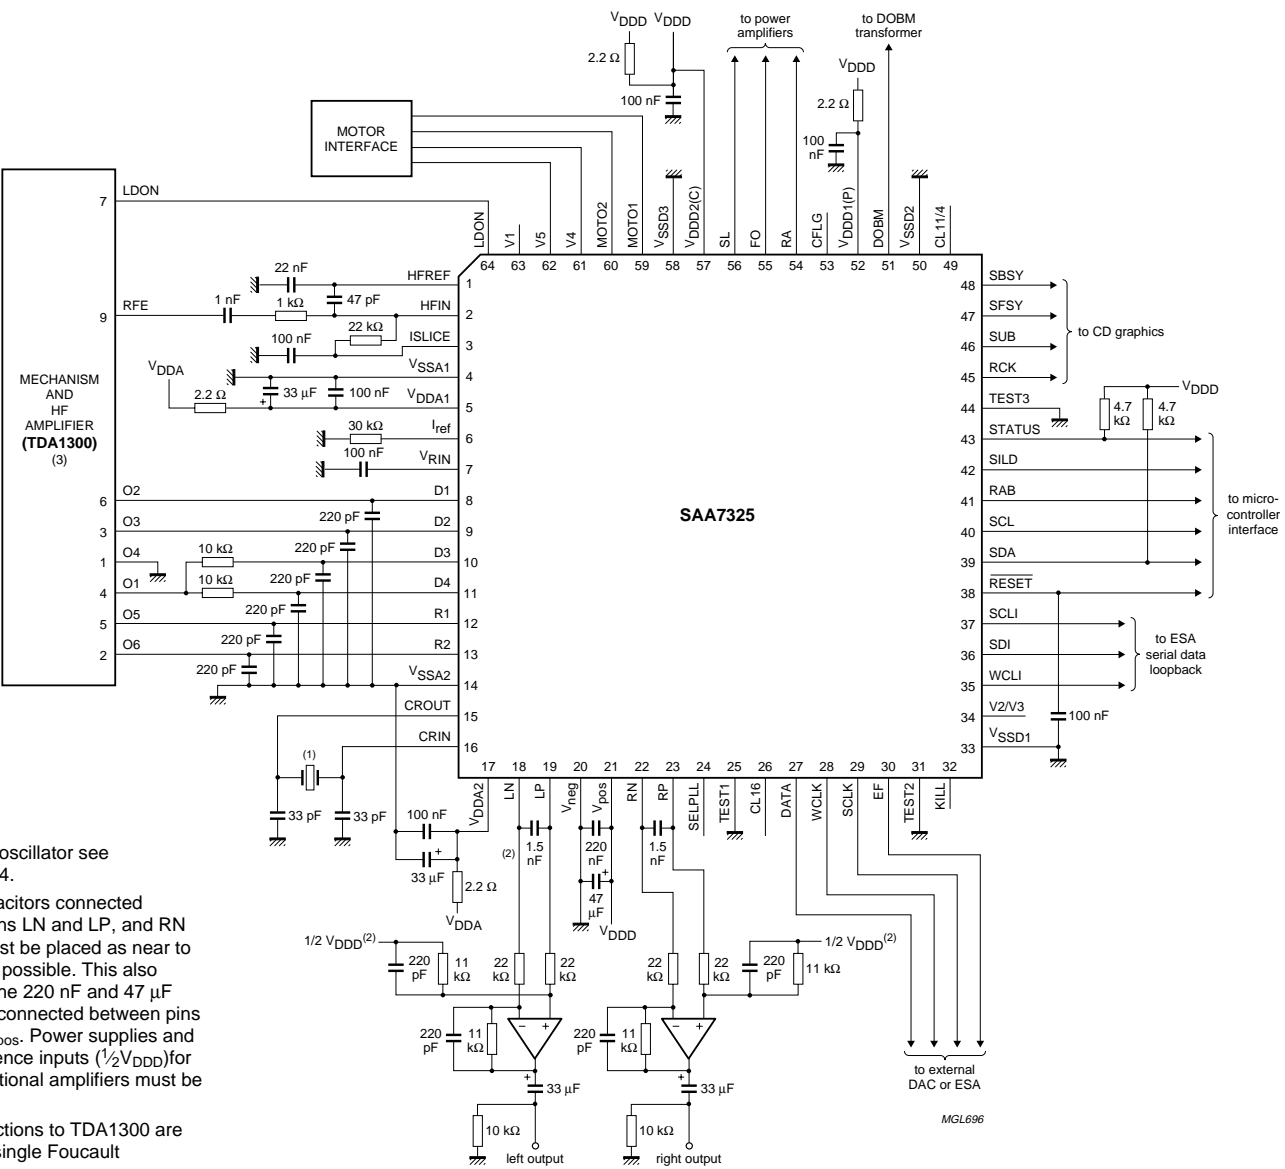 VDDD VDDD
to power
amplifiers
to DOBM
transformer
2.2 Ω
100 nF
VDDD
2.2 Ω
100
nF
MOTOR
INTERFACE
MECHANISM
AND
HF
AMPLIFIER
(TDA1300)
(3)
7 LDON
9 RFE
6 O2
3 O3
1 O4
4 O1
5 O5
2 O6
LDON
V1
V5
V4
MOTO2
MOTO1
VSSD3
VDDD2(C)
SL
FO
RA
CFLG
VDDD1(P)
DOBM
VSSD2
CL11/4
64 63 62 61 60 59 58 57 56 55 54 53 52 51 50 49
22 nF
HFREF 1
1 nF
1 kΩ
47 pF
HFIN 2
22 kΩ
100 nF
ISLICE 3
VDDA
VSSA1 4
2.2 Ω
+
33 μF
100 nF
VDDA1 5
30 kΩ
Iref 6
100 nF
VRIN 7
D1 8
220 pF
D2 9
220 pF
10 kΩ
D3 10
220 pF
10 kΩ
D4 11
220 pF
R1 12
220 pF
R2 13
220 pF
VSSA2 14
CROUT 15
CRIN 16
(1)
33 pF
33 pF
SAA7325
48 SBSY
47 SFSY
46 SUB
45 RCK
to CD graphics
44 TEST3
VDDD
4.7
kΩ
4.7
kΩ
43 STATUS
42 SILD
41 RAB
40 SCL
39 SDA
38 RESET
to micro-
controller
interface
37 SCLI
36 SDI
35 WCLI
to ESA
serial data
loopback
34 V2/V3
100 nF
33 VSSD1
17 18 19 20 21 22 23 24 25 26 27 28 29 30 31 32
VDDA2
LN
LP
Vneg
Vpos
RN
RP
SELPLL
TEST1
CL16
DATA
WCLK
SCLK
EF
TEST2
KILL
100 nF
+
33 μF
2.2 Ω
VDDA
(2)
1.5
nF
220
nF
+
47
μF
VDDD
1.5
nF
1/2 VDDD(2)
220
pF
11
kΩ
22
kΩ
22
kΩ
22
kΩ
22
kΩ
220
pF
11 kΩ
1/2 VDDD(2)
220
pF
11
kΩ
− +
220
pF
11
kΩ
− +
+
33 μF
+
33 μF
10 kΩ
left output
10 kΩ
right output
to external
DAC or ESA
MGL696
oscillator see
4.
acitors connected
ns LN and LP, and RN
st be placed as near to
possible. This also
ne 220 nF and 47 μF
connected between pins
pos. Power supplies and
ence inputs (½VDDD)for
tional amplifiers must be
ctions to TDA1300 are
single Foucault